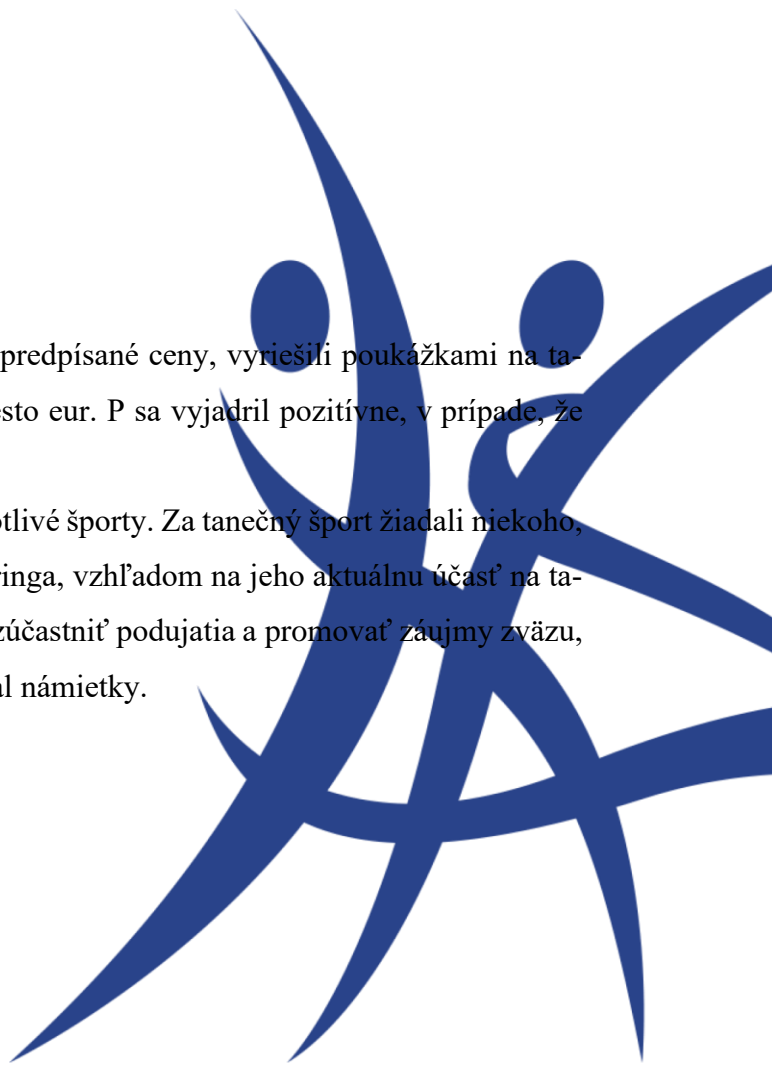 predpísané ceny, vyriešili poukážkami na ta-
esto eur. P sa vyjadril pozitívne, v prípade, že
otlivé športy. Za tanečný šport žiadali niekoho,
ringa, vzhľadom na jeho aktuálnu účasť na ta-
zúčastniť podujatia a promovať záujmy zväzu,
al námietky.